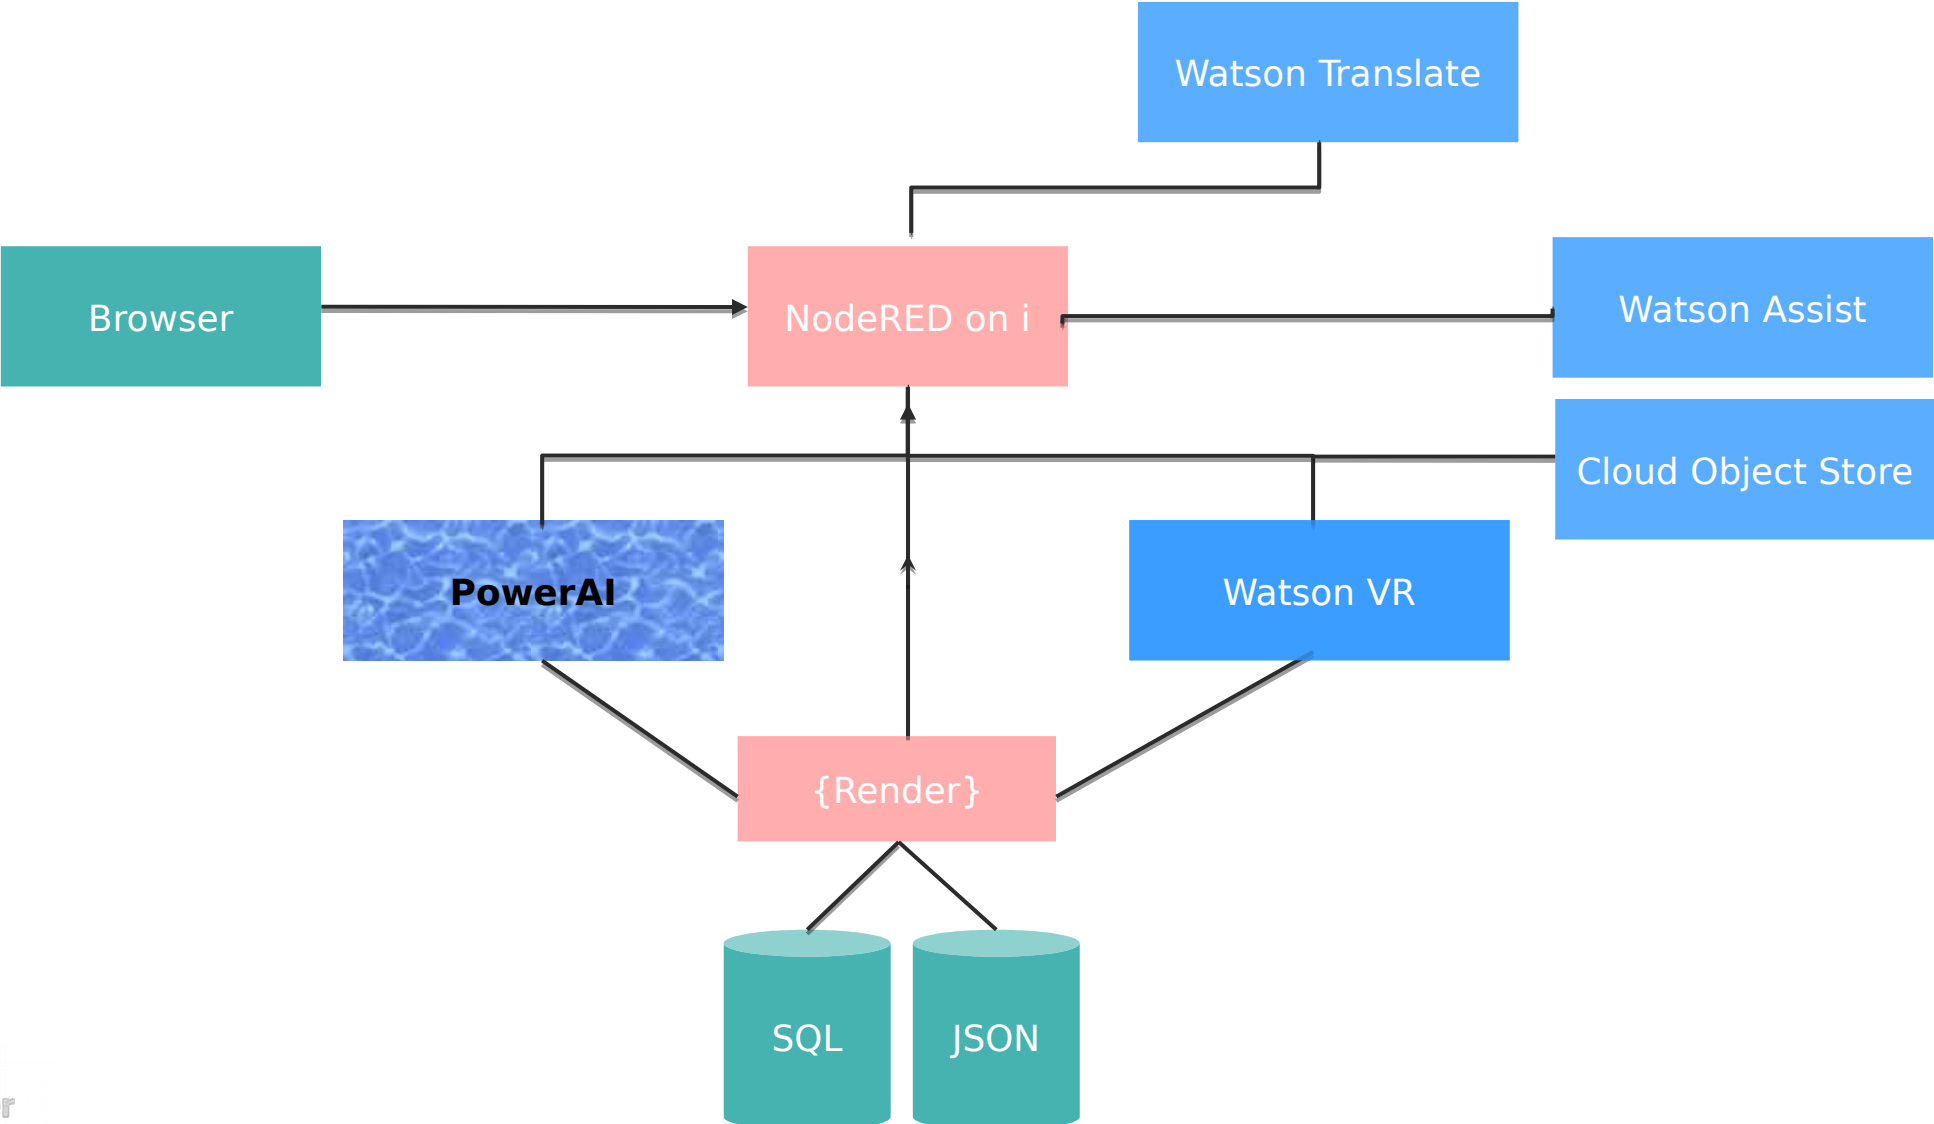 Watson Translate
Browser
NodeRED on i
Watson Assist
Cloud Object Store
PowerAI
Watson VR
{Render}
SQL
JSON